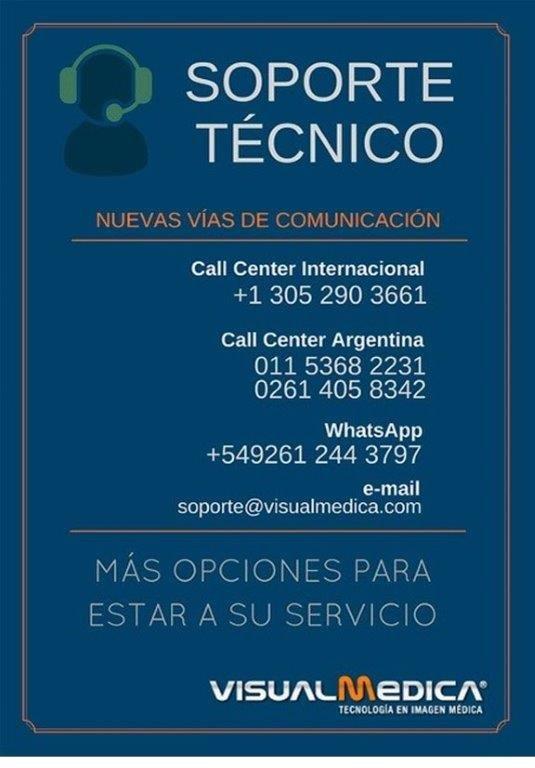 SOPORTE
TÉCNICO
NUEVAS VÍAS DE COMUNICACIÓN
Call Center Internacional
+1 305 290 3661
Call Center Argentina
011 5368 2231
0261 405 8342
WhatsApp
+549261 244 3797
e-mail
soporte@visualmedica.com
MÁS OPCIONES PARA
ESTAR A SU SERVICIO
VISUALMEDICA®
TECNOLOGÍA EN IMAGEN MÉDICA